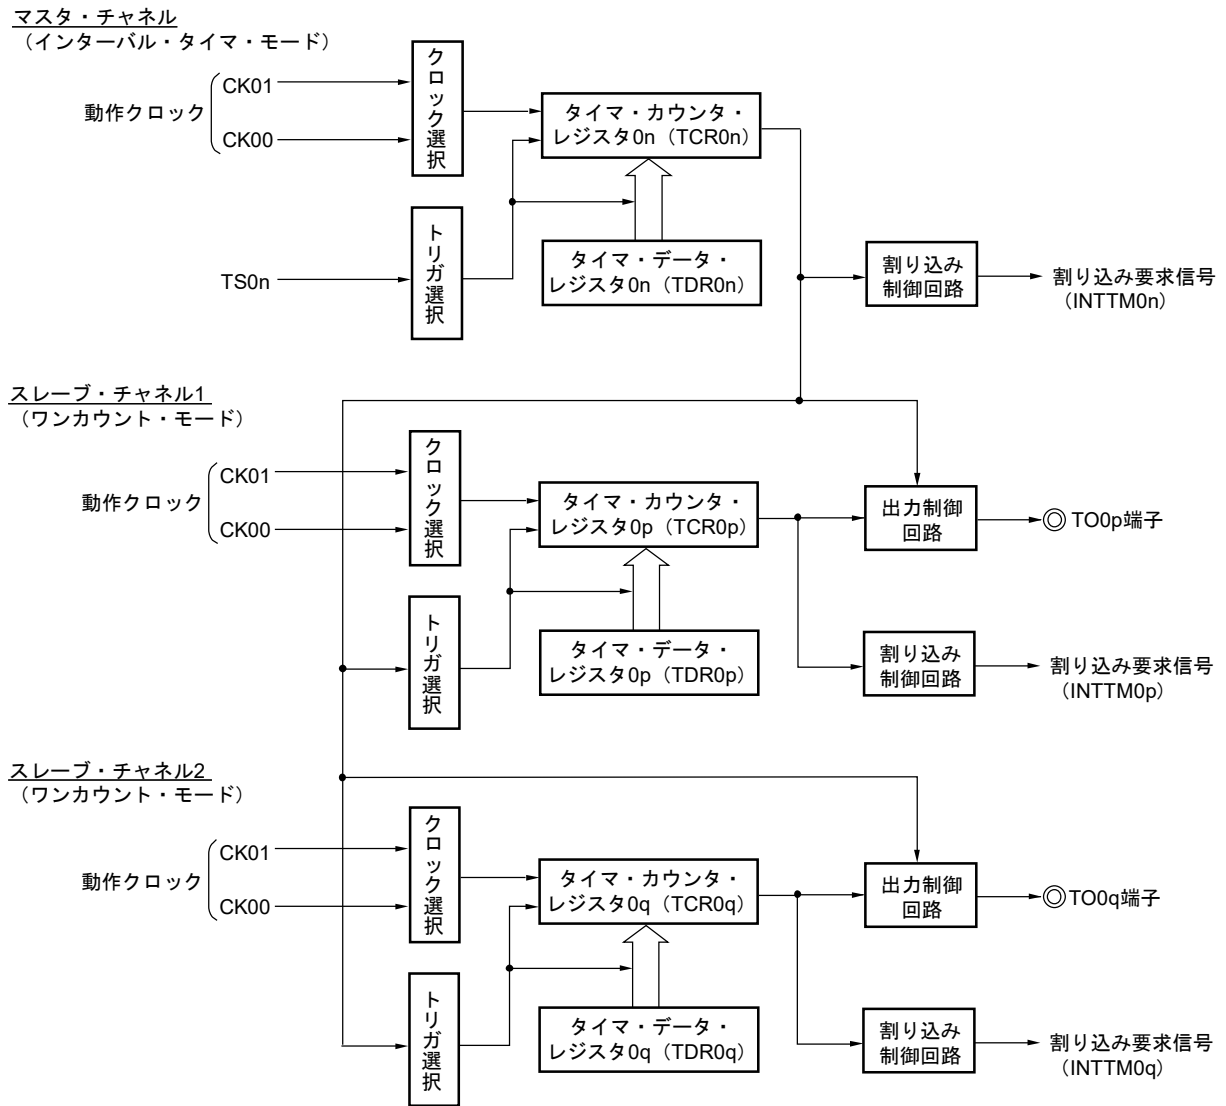 マスタ・チャネル
（インターバル・タイマ・モード）
動作クロック
CK01
CK00
クロック選択
タイマ・カウンタ・
レジスタ0n（TCR0n）
TS0n
トリガ選択
タイマ・データ・
レジスタ0n（TDR0n）
割り込み
制御回路
割り込み要求信号
（INTTM0n）
スレーブ・チャネル1
（ワンカウント・モード）
動作クロック
CK01
CK00
クロック選択
タイマ・カウンタ・
レジスタ0p（TCR0p）
出力制御
回路
TO0p端子
トリガ選択
タイマ・データ・
レジスタ0p（TDR0p）
割り込み
制御回路
割り込み要求信号
（INTTM0p）
スレーブ・チャネル2
（ワンカウント・モード）
動作クロック
CK01
CK00
クロック選択
タイマ・カウンタ・
レジスタ0q（TCR0q）
出力制御
回路
TO0q端子
トリガ選択
タイマ・データ・
レジスタ0q（TDR0q）
割り込み
制御回路
割り込み要求信号
（INTTM0q）